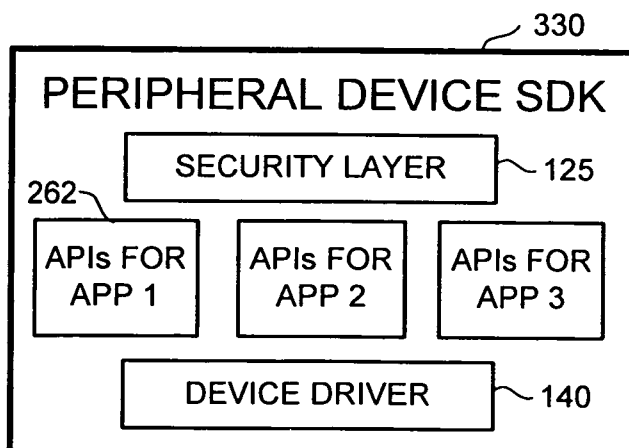 330
PERIPHERAL DEVICE SDK
SECURITY LAYER
125
262
APIs FOR
APP 1
APIs FOR
APP 2
APIs FOR
APP 3
DEVICE DRIVER
140